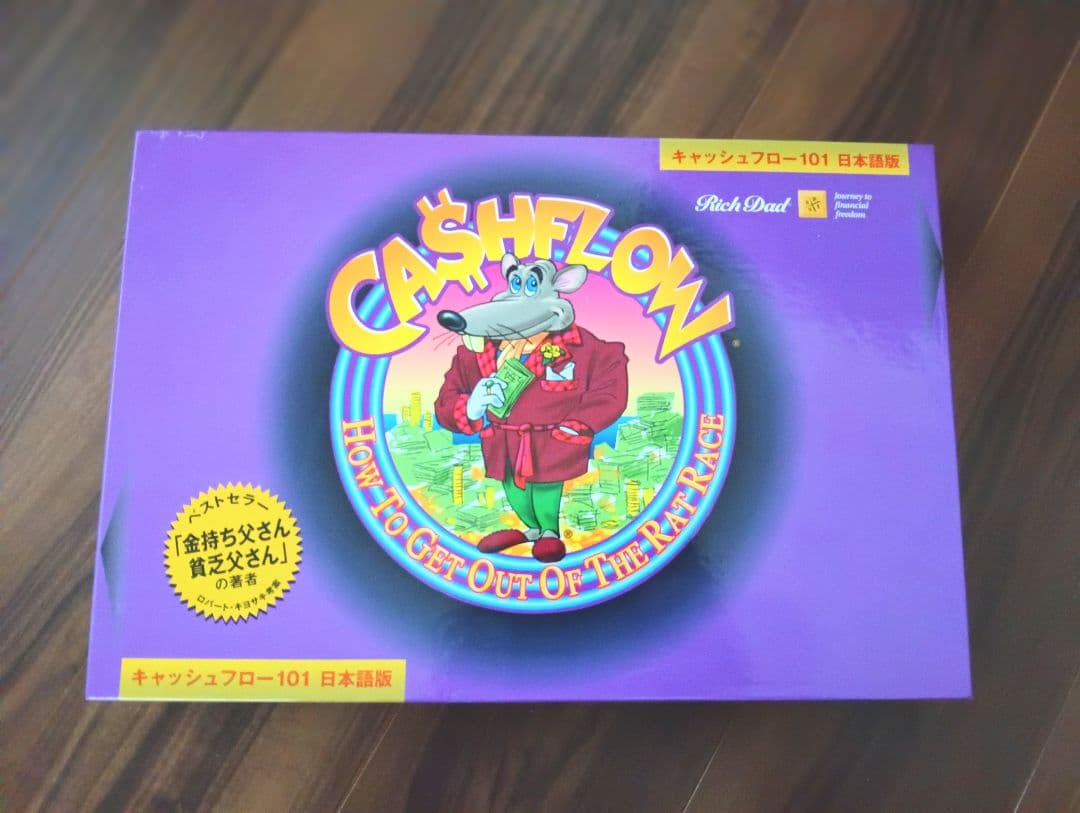 キャッシュフロー101 日本語版
Rich Dad
Journey to
financial
freedom
CA$HFLOW
®
HOW TO GET OUT OF THE RAT RACE
®
ベストセラー
「金持ち父さん
貧乏父さん」
の著者
ロバート・キヨサキ考案
キャッシュフロー101 日本語版